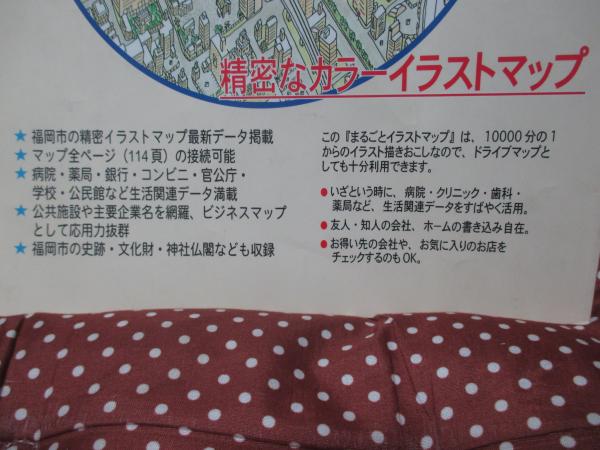 精密なカラーイラストマップ
★ 福岡市の精密イラストマップ最新データ掲載
★ マップ全ページ（114頁）の接続可能
★ 病院・薬局・銀行・コンビニ・官公庁・
学校・公民館など生活関連データ満載
★ 公共施設や主要企業名を網羅、ビジネスマップ
として応用力抜群
★ 福岡市の史跡・文化財・神社仏閣なども収録
この『まるごとイラストマップ』は、10000分の1
からのイラスト描きおこしなので、ドライブマップと
しても十分利用できます。
●いざという時に、病院・クリニック・歯科・
薬局など、生活関連データをすばやく活用。
●友人・知人の会社、ホームの書き込み自在。
●お得い先の会社や、お気に入りのお店を
チェックするのもOK。